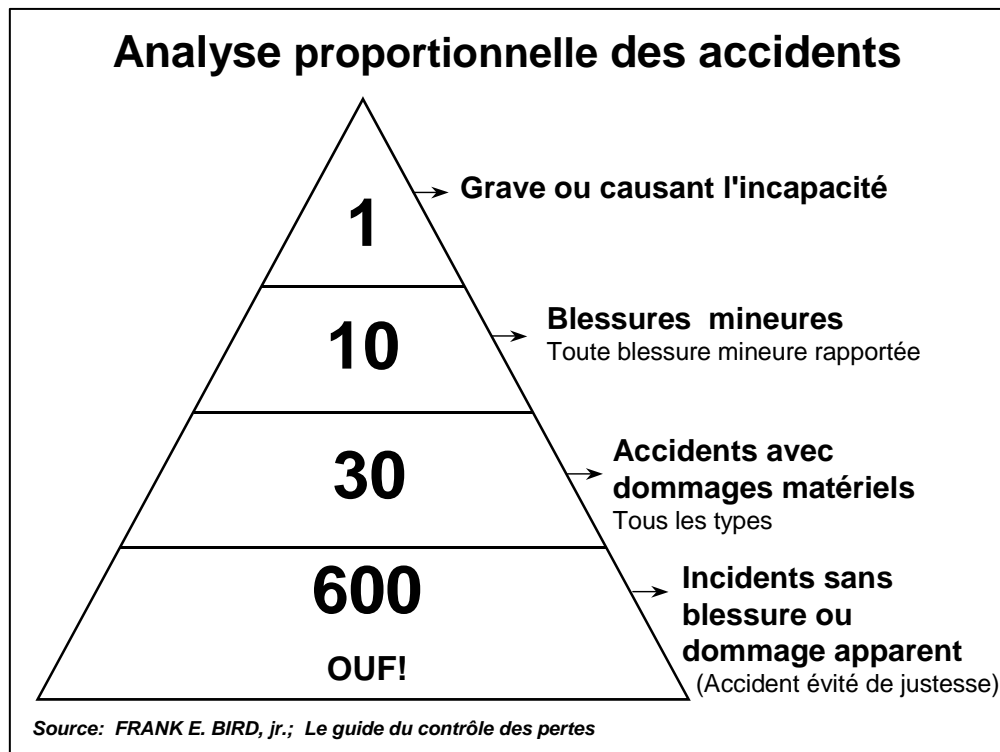 Analyse proportionnelle des accidents
1
Grave ou causant l'incapacité
10
Blessures mineures
Toute blessure mineure rapportée
30
Accidents avec
dommages matériels
Tous les types
600
OUF!
Incidents sans
blessure ou
dommage apparent
(Accident évité de justesse)
Source: FRANK E. BIRD, jr.; Le guide du contrôle des pertes